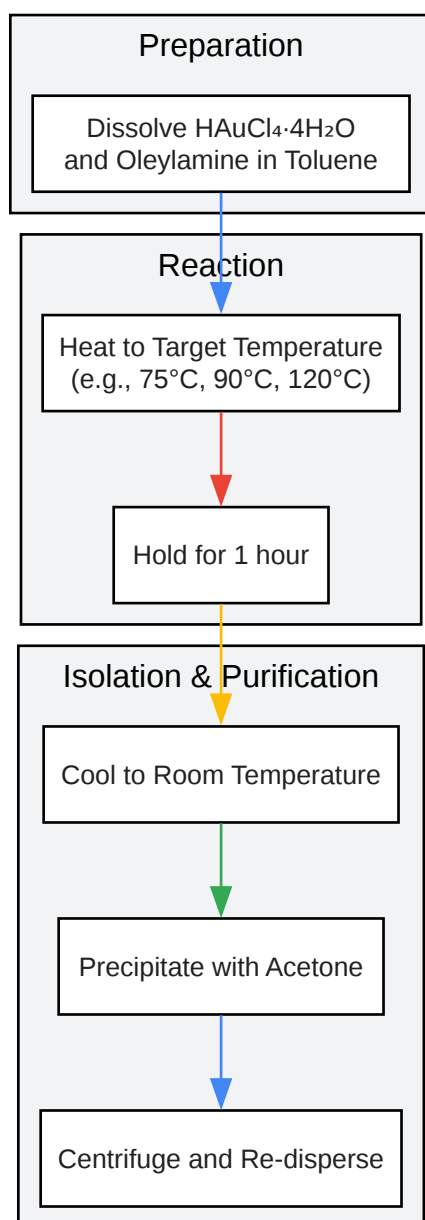 Preparation
Dissolve HAuCl₄·4H₂O
and Oleylamine in Toluene
Reaction
Heat to Target Temperature
(e.g., 75°C, 90°C, 120°C)
Hold for 1 hour
Isolation & Purification
Cool to Room Temperature
Precipitate with Acetone
Centrifuge and Re-disperse